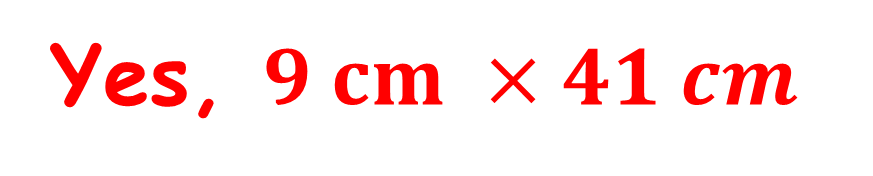 Yes, 9 cm × 41 cm